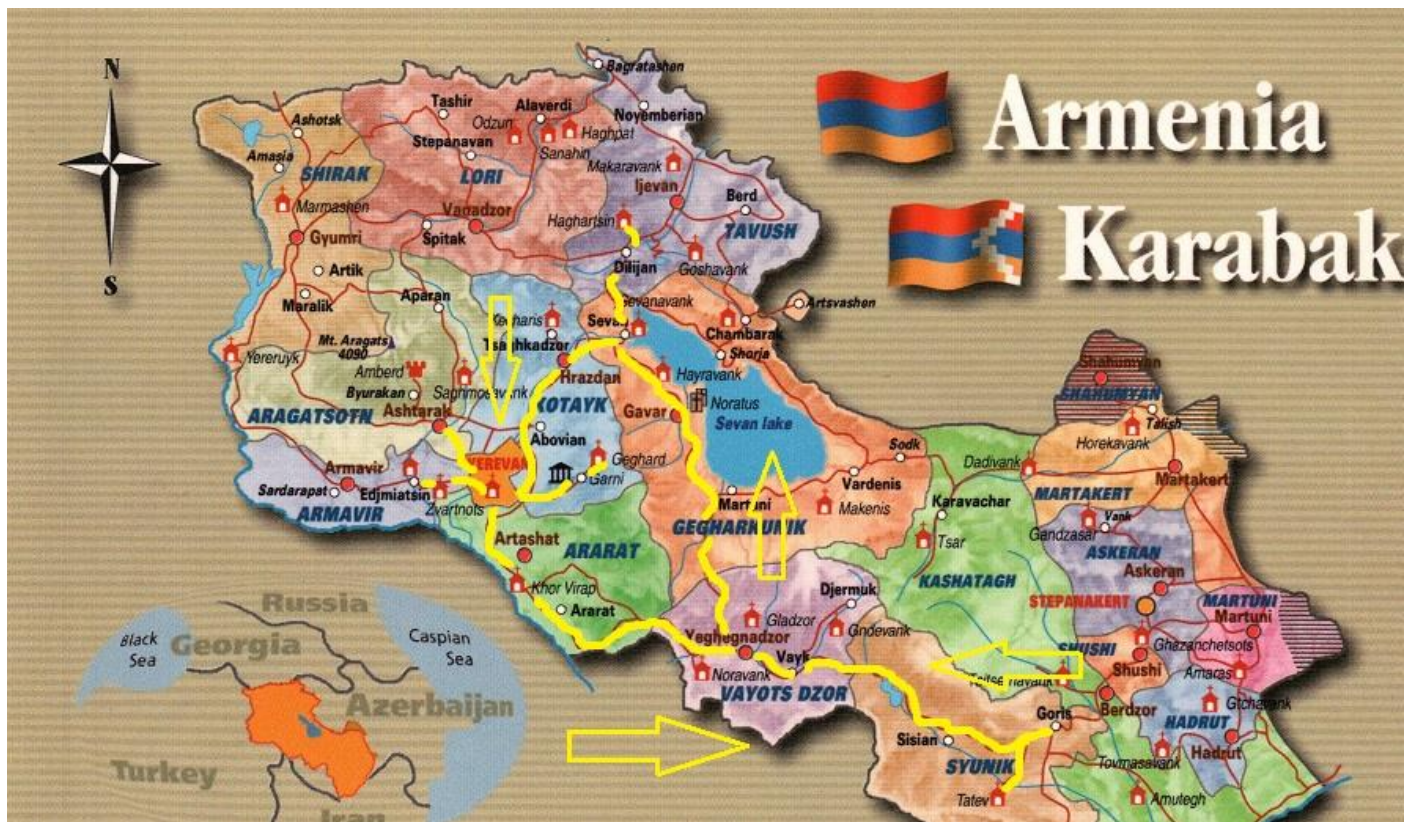 N
S
Armenia
Karabak
Bagratashen
Tashir
Alaverdi
Noyemberian
Ashotsk
Odzun
Haghpat
Stepanavan
Sanahin
Amasia
Makaravank
SHIRAK
LORI
Ijevan
Berd
Marmashen
Vanadzor
Haghartsin
TAVUSH
Gyumri
Spitak
Dilijan
Goshavank
Artik
Aparan
Maralik
Sevanavank
Artsvashen
Kecharis
Sevan
Chambarak
Mt. Aragats
4090
Tsaghkadzor
Shorja
Yereruyk
Amberd
Hrazdan
Hayravank
Shahumyan
Byurakan
Saghmosavank
SHAHUMYAN
ARAGATSOTN
Ashtarak
KOTAYK
Gavar
Noratus
Taksh
Sevan lake
Abovian
Horekavank
YEREVAN
Geghard
Sodk
Dadivank
Armavir
Garni
Vardenis
Martakert
Sardarapat
Edjmiatsin
Martuni
Karavachar
MARTAKERT
ARMAVIR
Zvartnots
Makenis
Vank
GEGHARKUNIK
Gandzasar
Artashat
ARARAT
Tsar
ASKERAN
Khor Virap
KASHATAGH
Askeran
Djermuk
Ararat
STEPANAKERT
MARTUNI
Gladzor
Martuni
Gndevank
Yeghegnadzor
SHUSHI
Ghazanchetsots
Vayk
Shushi
Noravank
Tsitsernavank
Amaras
VAYOTS DZOR
Berdzor
Gtchavank
Goris
HADRUT
Sisian
Hadrut
SYUNIK
Tovmasavank
Tatev
Amutegh
Russia
Black
Sea
Georgia
Caspian
Sea
Azerbaijan
Turkey
Iran